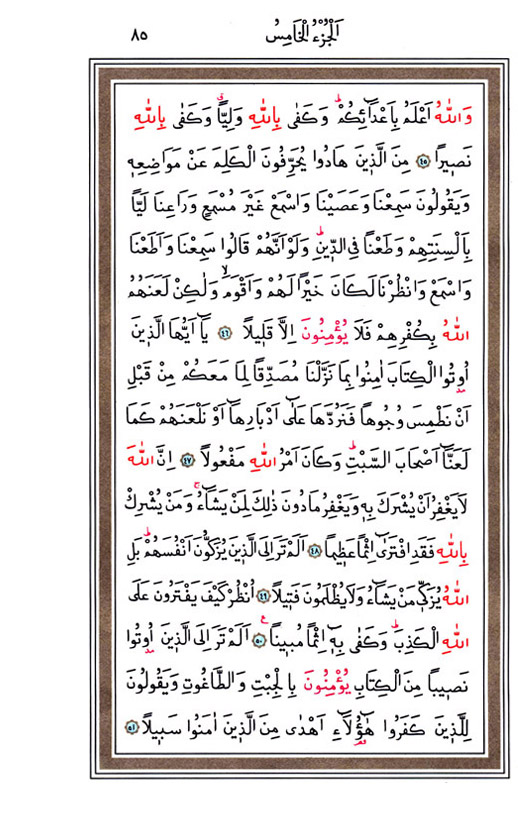 اَلْجُزْءُ الْخَامِسُ ٨٥
وَاللّٰهُ اَعْلَمُ بِاَعْدَٓائِكُمْۜ وَكَفٰى بِاللّٰهِ وَلِيًّاۗ وَكَفٰى بِاللّٰهِ
نَص۪يرًا ﴿٤٥﴾ مِنَ الَّذ۪ينَ هَادُوا يُحَرِّفُونَ الْكَلِمَ عَنْ مَوَاضِعِه۪
وَيَقُولُونَ سَمِعْنَا وَعَصَيْنَا وَاسْمَعْ غَيْرَ مُسْمَعٍ وَرَاعِنَا لَيًّا
بِاَلْسِنَتِهِمْ وَطَعْنًا فِي الدّ۪ينِۜ وَلَوْ اَنَّهُمْ قَالُوا سَمِعْنَا وَاَطَعْنَا
وَاسْمَعْ وَانْظُرْنَا لَكَانَ خَيْرًا لَهُمْ وَاَقْوَمَۙ وَلٰكِنْ لَعَنَهُمُ
اللّٰهُ بِكُفْرِهِمْ فَلَا يُؤْمِنُونَ اِلَّا قَل۪يلًا ﴿٤٦﴾ يَٓا اَيُّهَا الَّذ۪ينَ
اُو۫تُوا الْكِتَابَ اٰمِنُوا بِمَا نَزَّلْنَا مُصَدِّقًا لِمَا مَعَكُمْ مِنْ قَبْلِ
اَنْ نَطْمِسَ وُجُوهًا فَنَرُدَّهَا عَلٰٓى اَدْبَارِهَٓا اَوْ نَلْعَنَهُمْ كَمَا
لَعَنَّٓا اَصْحَابَ السَّبْتِۜ وَكَانَ اَمْرُ اللّٰهِ مَفْعُولًا ﴿٤٧﴾ اِنَّ اللّٰهَ
لَا يَغْفِرُ اَنْ يُشْرَكَ بِه۪ وَيَغْفِرُ مَا دُونَ ذٰلِكَ لِمَنْ يَشَٓاءُۚ وَمَنْ يُشْرِكْ
بِاللّٰهِ فَقَدِ افْتَرٰٓى اِثْمًا عَظ۪يمًا ﴿٤٨﴾ اَلَمْ تَرَ اِلَى الَّذ۪ينَ يُزَكُّونَ اَنْفُسَهُمْۜ بَلِ
اللّٰهُ يُزَكّ۪ي مَنْ يَشَٓاءُ وَلَا يُظْلَمُونَ فَت۪يلًا ﴿٤٩﴾ اُنْظُرْ كَيْفَ يَفْتَرُونَ عَلَى
اللّٰهِ الْكَذِبَۜ وَكَفٰى بِه۪ٓ اِثْمًا مُب۪ينًا۟ ﴿٥٠﴾ اَلَمْ تَرَ اِلَى الَّذ۪ينَ اُو۫تُوا
نَص۪يبًا مِنَ الْكِتَابِ يُؤْمِنُونَ بِالْجِبْتِ وَالطَّاغُوتِ وَيَقُولُونَ
لِلَّذ۪ينَ كَفَرُوا هٰٓؤُ۬لَٓاءِ اَهْدٰى مِنَ الَّذ۪ينَ اٰمَنُوا سَب۪يلًا ﴿٥١﴾